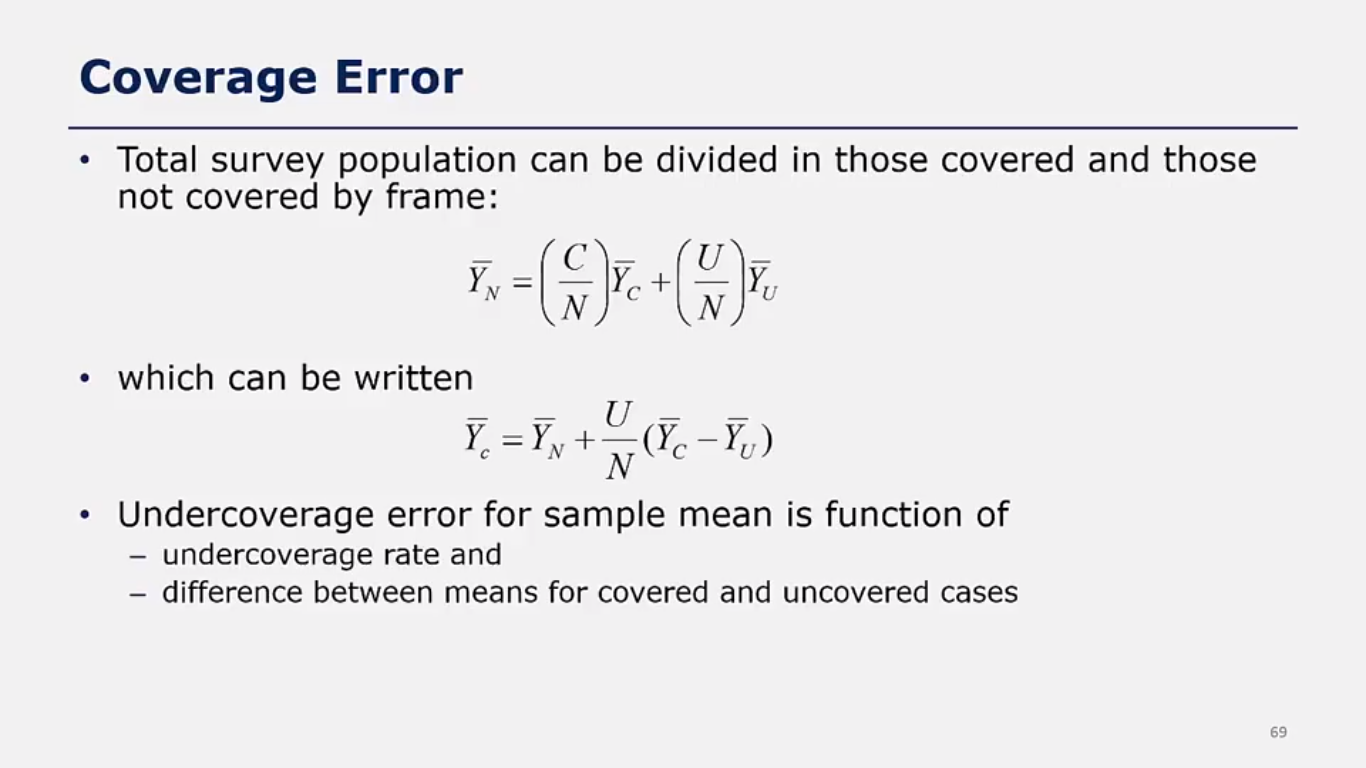 Coverage Error
• Total survey population can be divided in those covered and those
not covered by frame:
$\overline{Y}_N = \left(\frac{C}{N}\right)\overline{Y}_C + \left(\frac{U}{N}\right)\overline{Y}_U$
• which can be written
$\overline{Y}_c = \overline{Y}_N + \frac{U}{N}(\overline{Y}_C - \overline{Y}_U)$
• Undercoverage error for sample mean is function of
– undercoverage rate and
– difference between means for covered and uncovered cases
69